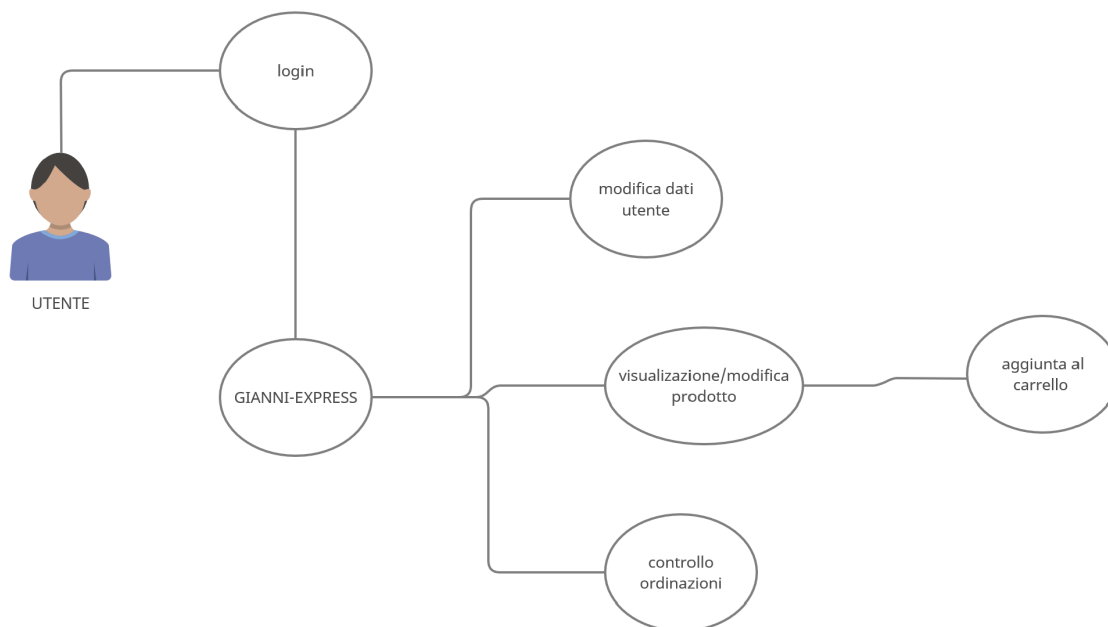 login
UTENTE
modifica dati
utente
GIANNI-EXPRESS
visualizzazione/modifica
prodotto
aggiunta al
carrello
controllo
ordinazioni